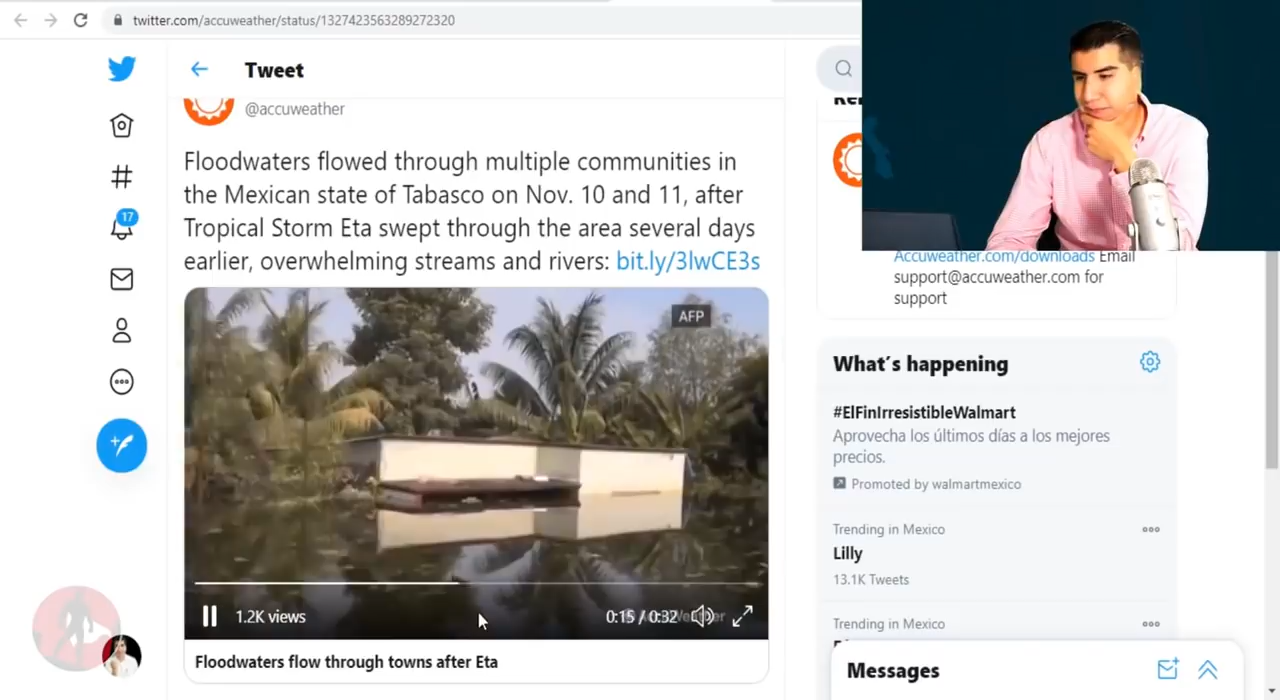 twitter.com/accuweather/status/1327423563289272320
Tweet
@accuweather
Floodwaters flowed through multiple communities in
the Mexican state of Tabasco on Nov. 10 and 11, after
Tropical Storm Eta swept through the area several days
earlier, overwhelming streams and rivers: bit.ly/3lwCE3s
AFP
1.2K views
0:15 / 0:32
AccuWeather
Floodwaters flow through towns after Eta
17
Accuweather.com/downloads Email
support@accuweather.com for
support
What's happening
#ElFinIrresistibleWalmart
Aprovecha los últimos días a los mejores
precios.
Promoted by walmartmexico
Trending in Mexico
Lilly
13.1K Tweets
Trending in Mexico
Messages